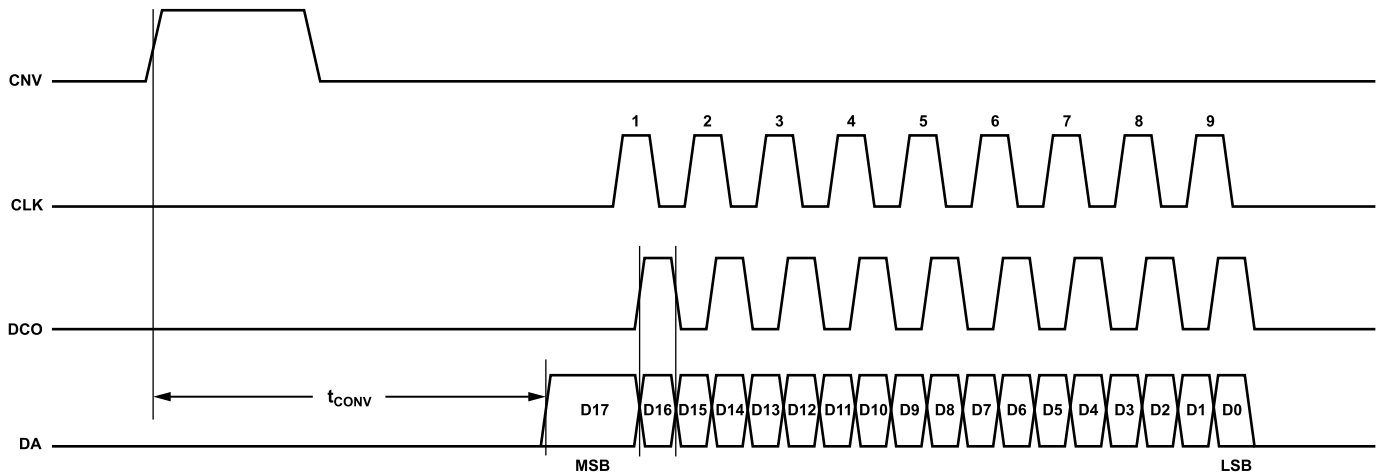 CNV
1 2 3 4 5 6 7 8 9
CLK
DCO
tCONV
D17 D16 D15 D14 D13 D12 D11 D10 D9 D8 D7 D6 D5 D4 D3 D2 D1 D0
DA
MSB LSB